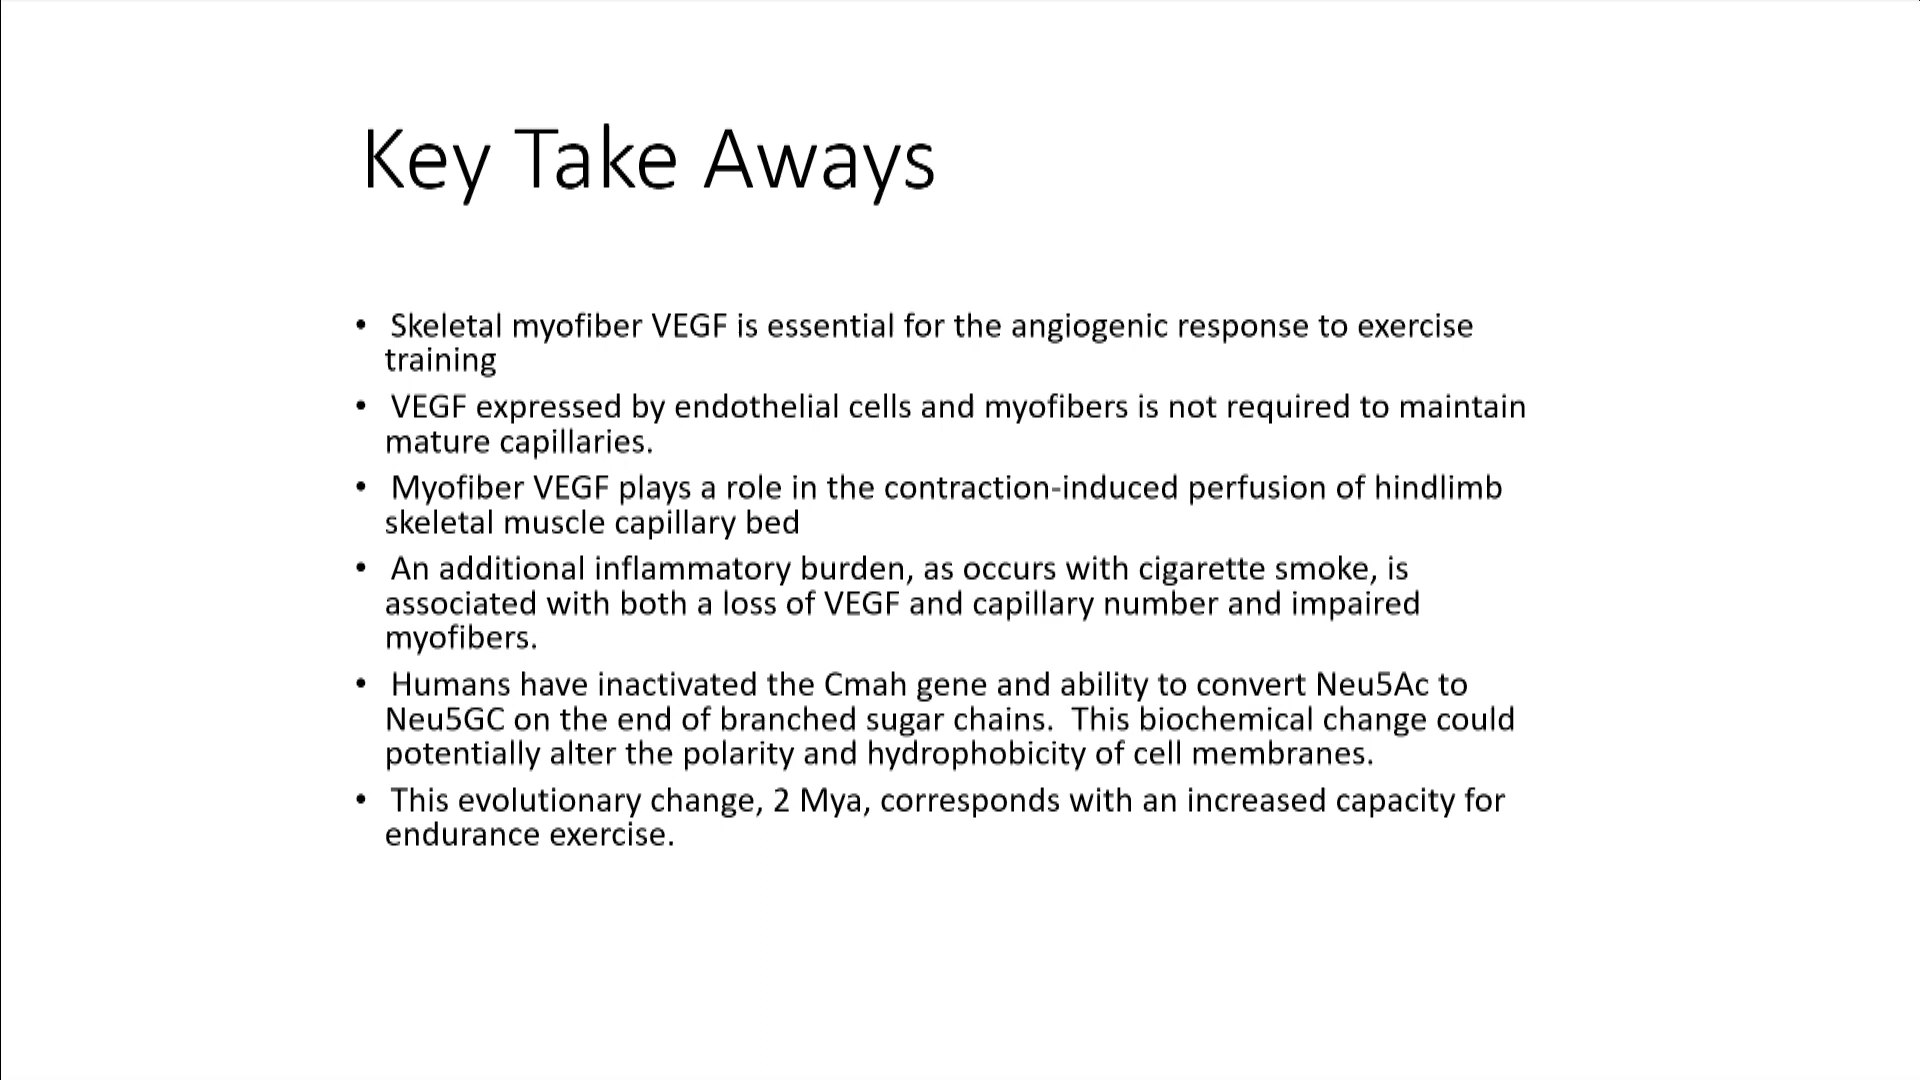 Key Take Aways
• Skeletal myofiber VEGF is essential for the angiogenic response to exercise
training
• VEGF expressed by endothelial cells and myofibers is not required to maintain
mature capillaries.
• Myofiber VEGF plays a role in the contraction-induced perfusion of hindlimb
skeletal muscle capillary bed
• An additional inflammatory burden, as occurs with cigarette smoke, is
associated with both a loss of VEGF and capillary number and impaired
myofibers.
• Humans have inactivated the Cmah gene and ability to convert Neu5Ac to
Neu5GC on the end of branched sugar chains.  This biochemical change could
potentially alter the polarity and hydrophobicity of cell membranes.
• This evolutionary change, 2 Mya, corresponds with an increased capacity for
endurance exercise.